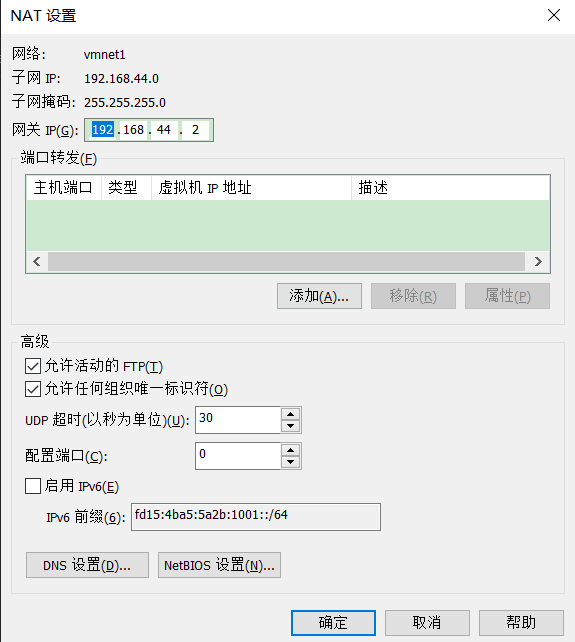 NAT 设置
网络: vmnet1
子网 IP: 192.168.44.0
子网掩码: 255.255.255.0
网关 IP(G): 192 . 168 . 44 . 2
端口转发(F)
主机端口 类型 虚拟机 IP 地址 描述
添加(A)... 移除(R) 属性(P)
高级
允许活动的 FTP(T)
允许任何组织唯一标识符(O)
UDP 超时(以秒为单位)(U): 30
配置端口(C): 0
启用 IPv6(E)
IPv6 前缀(6): fd15:4ba5:5a2b:1001::/64
DNS 设置(D)... NetBIOS 设置(N)...
确定 取消 帮助